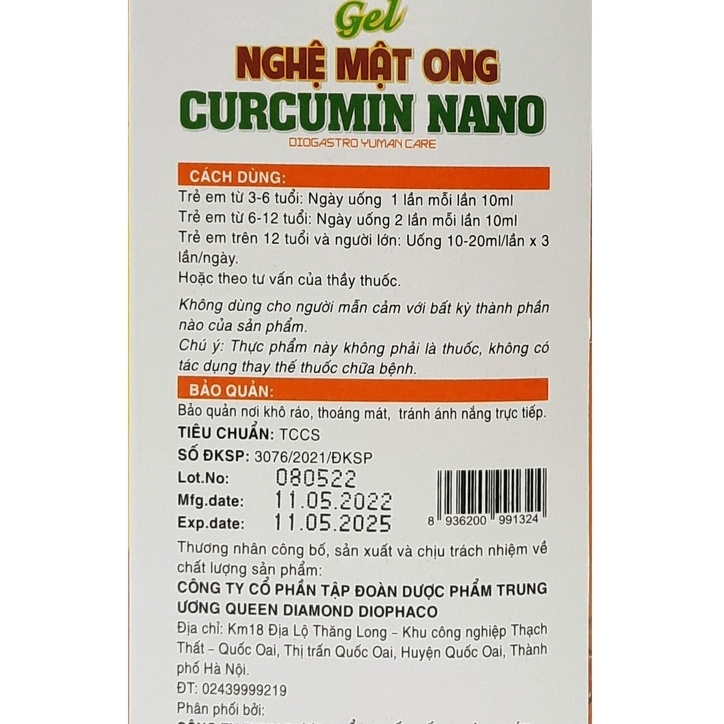 Gel
NGHỆ MẬT ONG
CURCUMIN NANO
DIOGASTRO YUMAN CARE
CÁCH DÙNG:
Trẻ em từ 3-6 tuổi: Ngày uống 1 lần mỗi lần 10ml
Trẻ em từ 6-12 tuổi: Ngày uống 2 lần mỗi lần 10ml
Trẻ em trên 12 tuổi và người lớn: Uống 10-20ml/lần x 3
lần/ngày.
Hoặc theo tư vấn của thầy thuốc.
Không dùng cho người mẫn cảm với bất kỳ thành phần
nào của sản phẩm.
Chú ý: Thực phẩm này không phải là thuốc, không có
tác dụng thay thế thuốc chữa bệnh.
BẢO QUẢN:
Bảo quản nơi khô ráo, thoáng mát, tránh ánh nắng trực tiếp.
TIÊU CHUẨN: TCCS
SỐ ĐKSP: 3076/2021/ĐKSP
Lot.No: 080522
Mfg.date: 11.05.2022
Exp.date: 11.05.2025
8 936200 991324
Thương nhân công bố, sản xuất và chịu trách nhiệm về
chất lượng sản phẩm:
CÔNG TY CỔ PHẦN TẬP ĐOÀN DƯỢC PHẨM TRUNG
ƯƠNG QUEEN DIAMOND DIOPHACO
Địa chỉ: Km18 Địa Lộ Thăng Long – Khu công nghiệp Thạch
Thất – Quốc Oai, Thị trấn Quốc Oai, Huyện Quốc Oai, Thành
phố Hà Nội.
ĐT: 02439999219
Phân phối bởi: